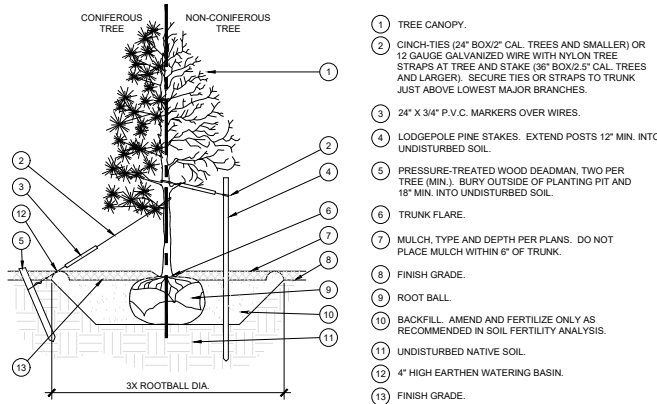 CONIFEROUS
TREE
NON-CONIFEROUS
TREE
1
2
3
12
5
13
2
4
6
7
8
9
10
11
3X ROOTBALL DIA.
1 TREE CANOPY.
2 CINCH-TIES (24" BOX/2" CAL. TREES AND SMALLER) OR
12 GAUGE GALVANIZED WIRE WITH NYLON TREE
STRAPS AT TREE AND STAKE (36" BOX/2.5" CAL. TREES
AND LARGER). SECURE TIES OR STRAPS TO TRUNK
JUST ABOVE LOWEST MAJOR BRANCHES.
3 24" X 3/4" P.V.C. MARKERS OVER WIRES.
4 LODGEPOLE PINE STAKES. EXTEND POSTS 12" MIN. INTO
UNDISTURBED SOIL.
5 PRESSURE-TREATED WOOD DEADMAN, TWO PER
TREE (MIN.). BURY OUTSIDE OF PLANTING PIT AND
18" MIN. INTO UNDISTURBED SOIL.
6 TRUNK FLARE.
7 MULCH, TYPE AND DEPTH PER PLANS. DO NOT
PLACE MULCH WITHIN 6" OF TRUNK.
8 FINISH GRADE.
9 ROOT BALL.
10 BACKFILL. AMEND AND FERTILIZE ONLY AS
RECOMMENDED IN SOIL FERTILITY ANALYSIS.
11 UNDISTURBED NATIVE SOIL.
12 4" HIGH EARTHEN WATERING BASIN.
13 FINISH GRADE.